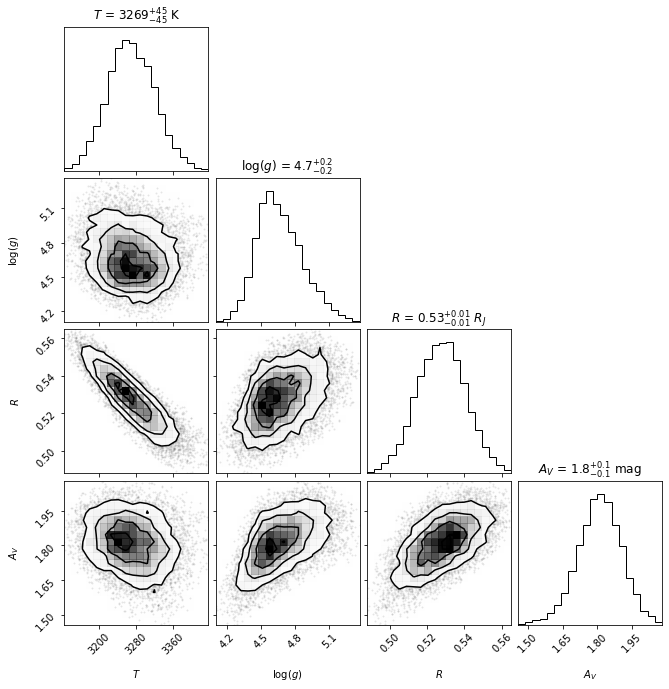 T = 3269+45−45 K
log(g) = 4.7+0.2−0.2
5.1
4.8
4.5
4.2
log(g)
R = 0.53+0.01−0.01 RJ
0.56
0.54
0.52
0.50
R
AV = 1.8+0.1−0.1 mag
1.95
1.80
1.65
1.50
AV
3200 3280 3360 4.2 4.5 4.8 5.1 0.50 0.52 0.54 0.56 1.50 1.65 1.80 1.95
T log(g) R AV